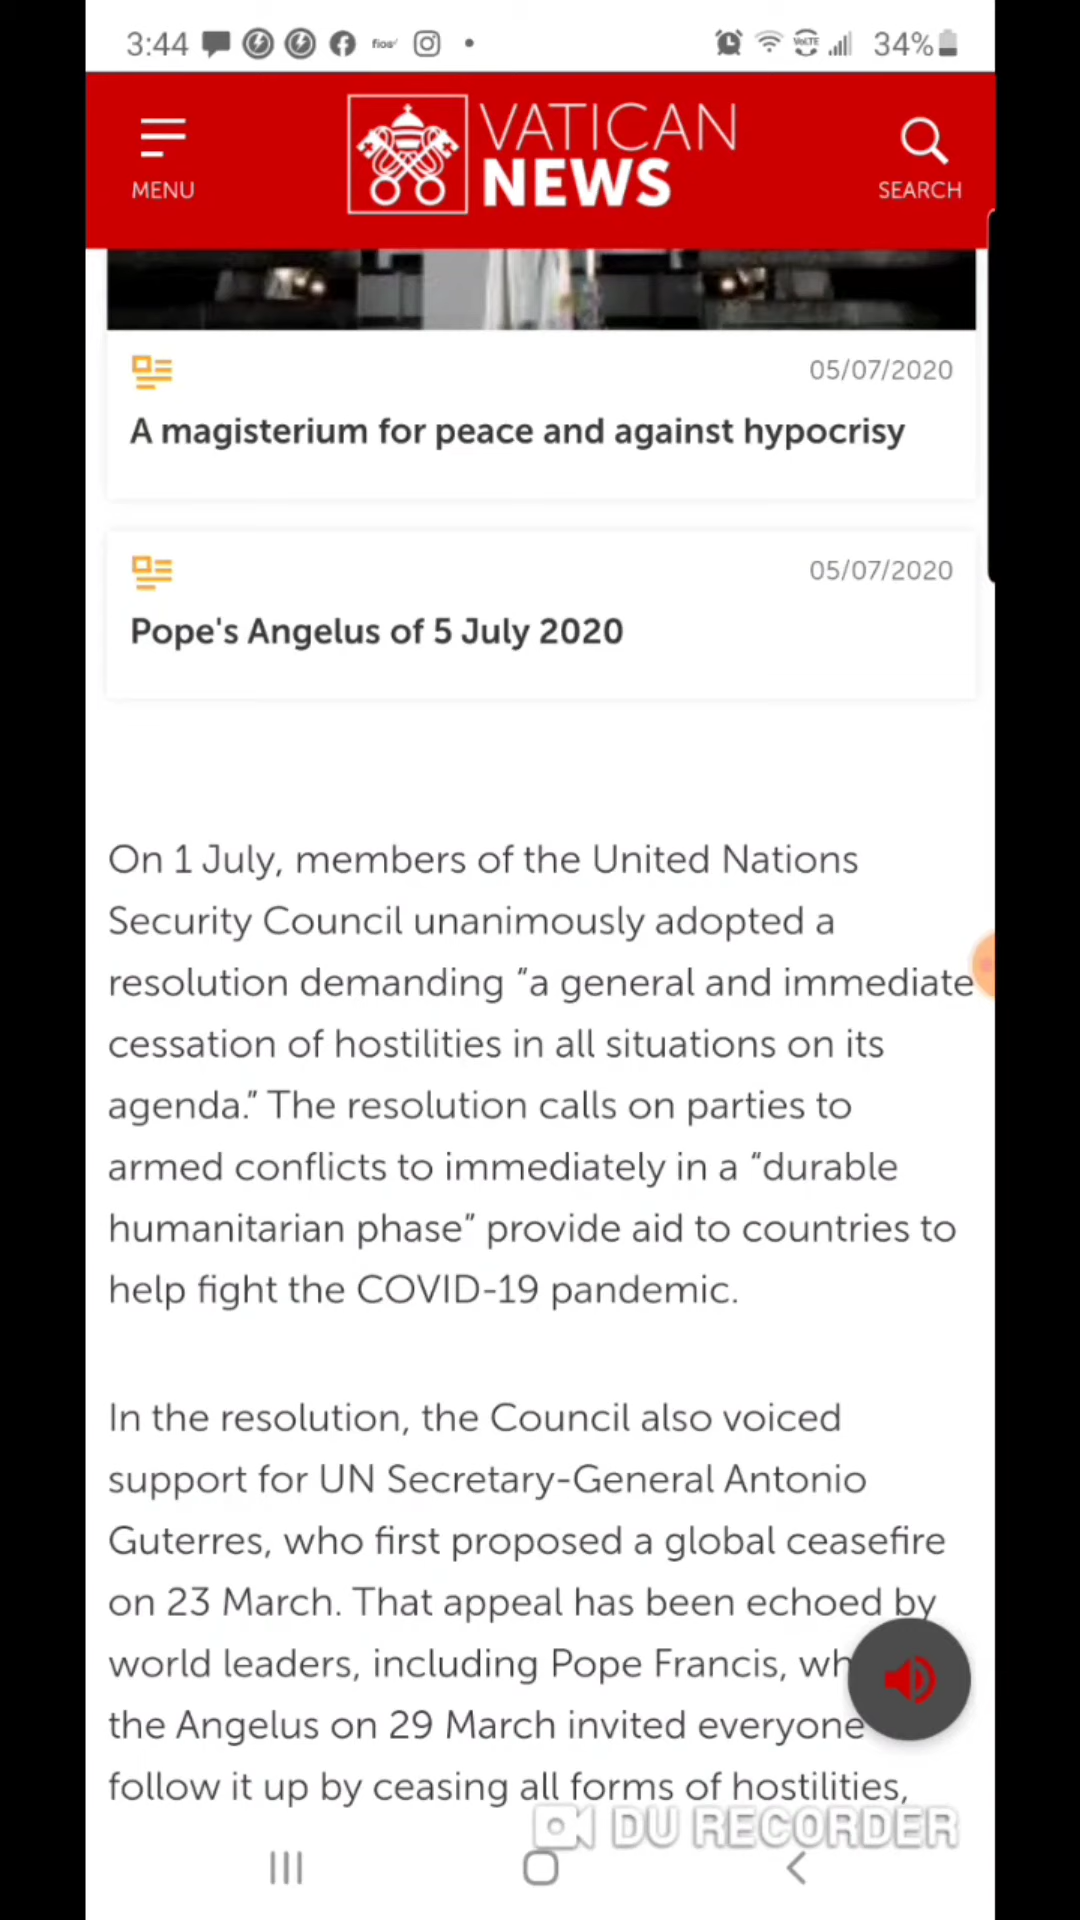 3:44
fios
VoLTE
34%
MENU
VATICAN
NEWS
SEARCH
05/07/2020
A magisterium for peace and against hypocrisy
05/07/2020
Pope's Angelus of 5 July 2020
On 1 July, members of the United Nations
Security Council unanimously adopted a
resolution demanding “a general and immediate
cessation of hostilities in all situations on its
agenda.” The resolution calls on parties to
armed conflicts to immediately in a “durable
humanitarian phase” provide aid to countries to
help fight the COVID-19 pandemic.
In the resolution, the Council also voiced
support for UN Secretary-General Antonio
Guterres, who first proposed a global ceasefire
on 23 March. That appeal has been echoed by
world leaders, including Pope Francis, wh
the Angelus on 29 March invited everyone
follow it up by ceasing all forms of hostilities,
DU RECORDER